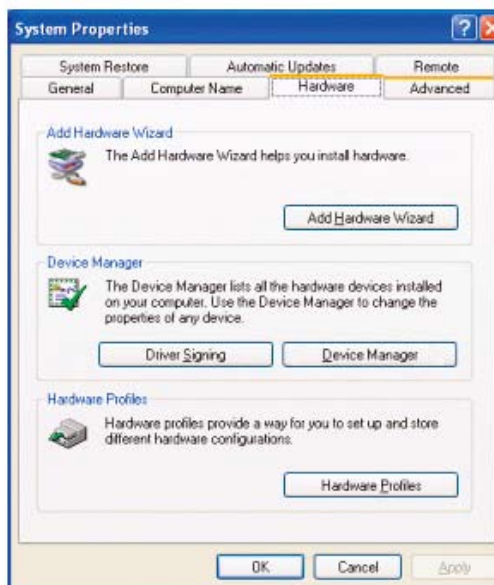 System Properties
System Restore Automatic Updates Remote
General Computer Name Hardware Advanced
Add Hardware Wizard
The Add Hardware Wizard helps you install hardware.
Add Hardware Wizard
Device Manager
The Device Manager lists all the hardware devices installed
on your computer. Use the Device Manager to change the
properties of any device.
Driver Signing Device Manager
Hardware Profiles
Hardware profiles provide a way for you to set up and store
different hardware configurations.
Hardware Profiles
OK Cancel Apply